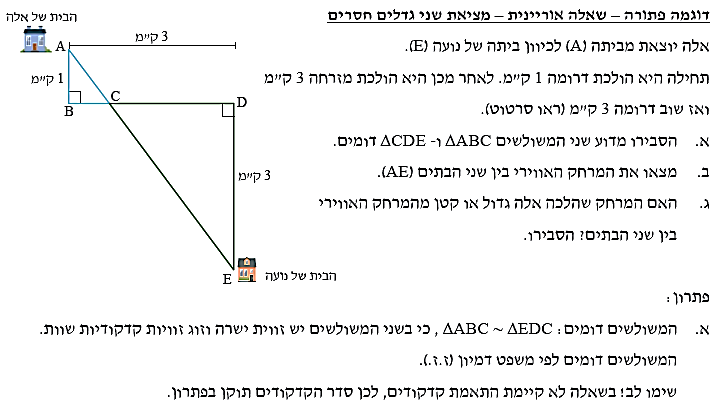 דוגמה פתורה – שאלה אוריינית – מציאת שני גדלים חסרים
אלה יוצאת מביתה (A) לכיוון ביתה של נועה (E).
תחילה היא הולכת דרומה 1 ק"מ. לאחר מכן היא הולכת מזרחה 3 ק"מ
ואז שוב דרומה 3 ק"מ (ראו סרטוט).
א. הסבירו מדוע שני המשולשים ΔABC ו- ΔCDE דומים.
ב. מצאו את המרחק האווירי בין שני הבתים (AE).
ג. האם המרחק שהלכה אלה גדול או קטן מהמרחק האווירי
בין שני הבתים? הסבירו.
הבית של אלה
3 ק"מ
A
1 ק"מ
B
C
D
3 ק"מ
E
הבית של נועה
פתרון:
א. המשולשים דומים: ΔABC ~ ΔEDC , כי בשני המשולשים יש זווית ישרה וזוג זוויות קדקודיות שוות.
המשולשים דומים לפי משפט דמיון (ז.ז.).
שימו לב! בשאלה לא קיימת התאמת קדקודים, לכן סדר הקדקודים תוקן בפתרון.